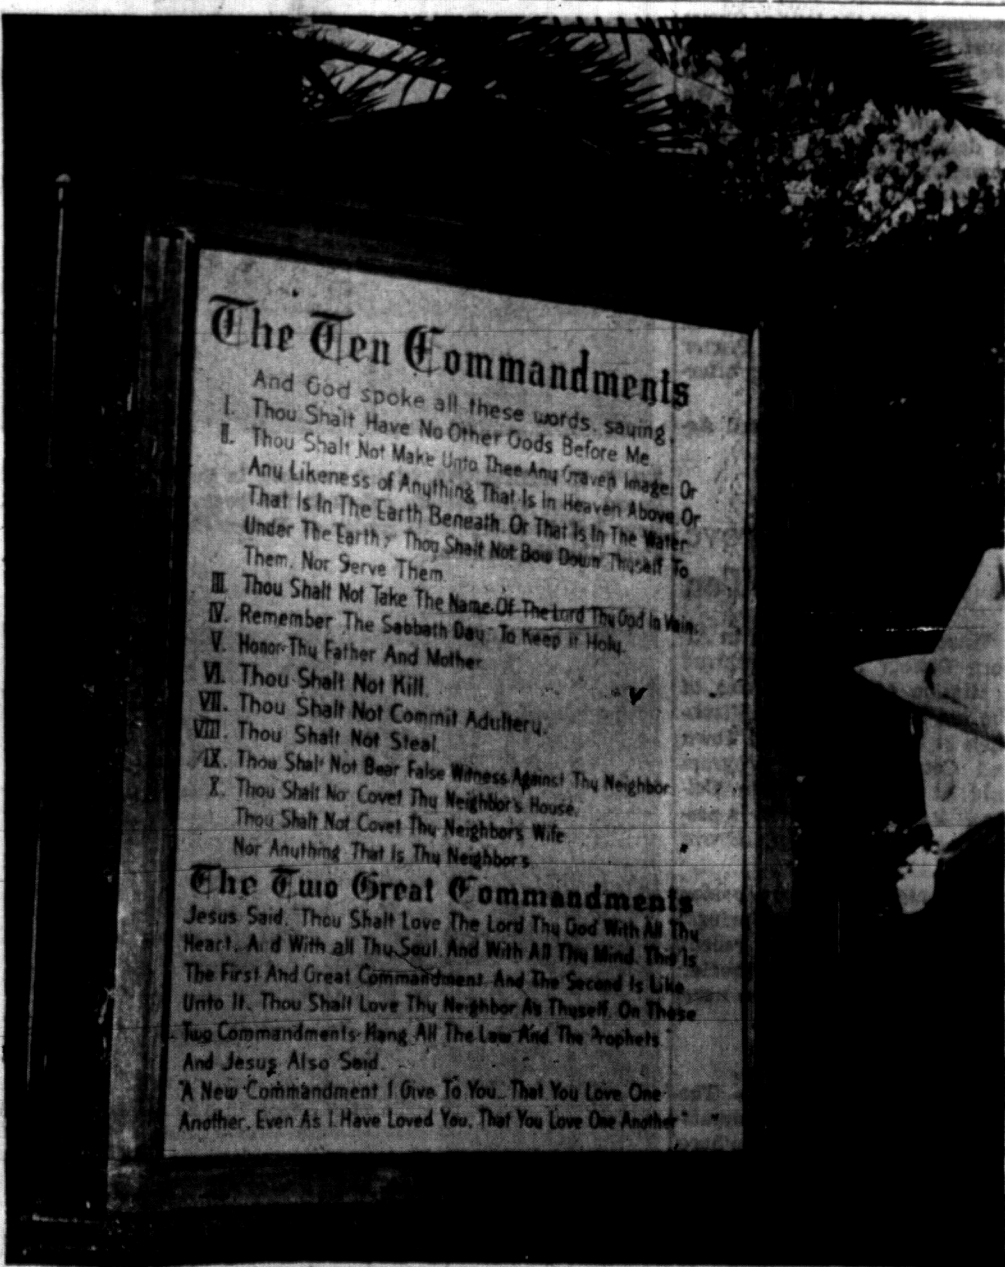 The Ten Commandments
And God spoke all these words, saying,
I. Thou Shalt Have No Other Gods Before Me
II. Thou Shalt Not Make Unto Thee Any Graven Image, Or
Any Likeness of Anything That Is In Heaven Above, Or
That Is In The Earth Beneath, Or That Is In The Water
Under The Earth; Thou Shalt Not Bow Down Thyself To
Them, Nor Serve Them.
III. Thou Shalt Not Take The Name Of The Lord Thy God In Vain.
IV. Remember The Sabbath Day To Keep it Holy.
V. Honor Thy Father And Mother
VI. Thou Shalt Not Kill.
VII. Thou Shalt Not Commit Adultery.
VIII. Thou Shalt Not Steal.
IX. Thou Shalt Not Bear False Witness Against Thy Neighbor
X. Thou Shalt Not Covet Thy Neighbor's House,
Thou Shalt Not Covet Thy Neighbor's Wife
Nor Anything That Is Thy Neighbor's.
The Two Great Commandments
Jesus Said, Thou Shalt Love The Lord Thy God With All Thy
Heart, And With all Thy Soul, And With All Thy Mind. This Is
The First And Great Commandment. And The Second Is Like
Unto It, Thou Shalt Love Thy Neighbor As Thyself. On These
Two Commandments Hang All The Law And The Prophets"
And Jesus Also Said.
"A New Commandment I Give To You, That You Love One
Another, Even As I Have Loved You, That You Love One Another"